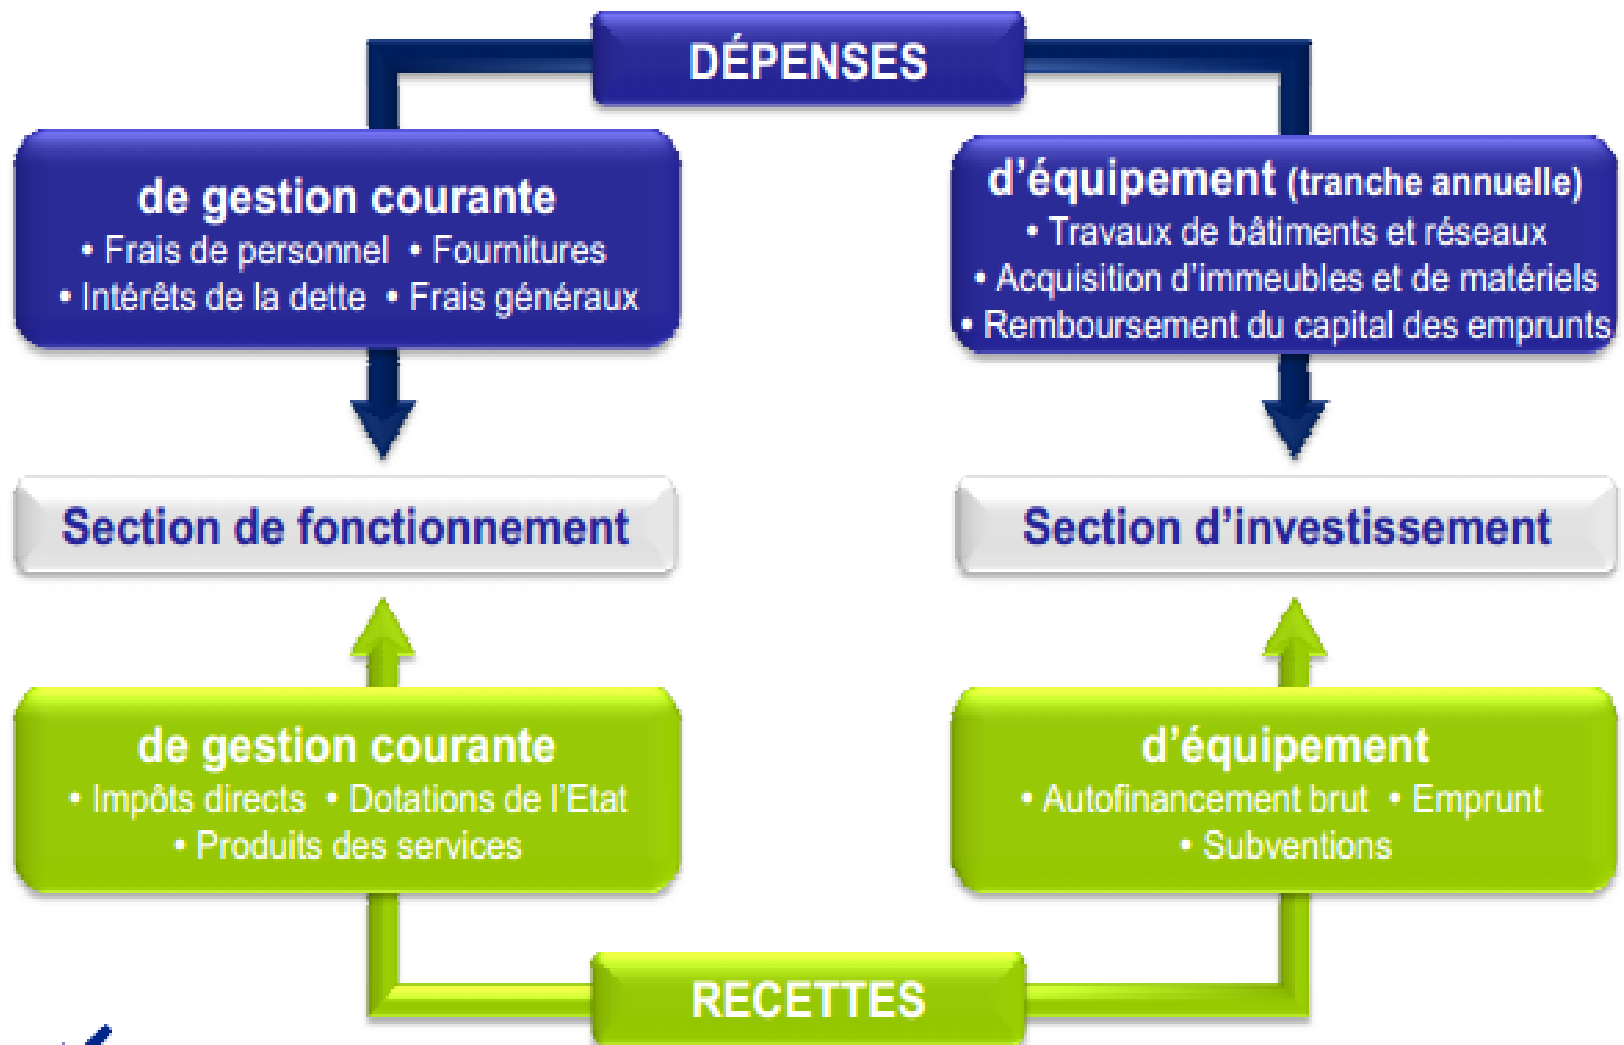 DÉPENSES
de gestion courante
• Frais de personnel • Fournitures
• Intérêts de la dette • Frais généraux
d'équipement (tranche annuelle)
• Travaux de bâtiments et réseaux
• Acquisition d'immeubles et de matériels
• Remboursement du capital des emprunts
Section de fonctionnement
Section d'investissement
de gestion courante
• Impôts directs • Dotations de l'Etat
• Produits des services
d'équipement
• Autofinancement brut • Emprunt
• Subventions
RECETTES